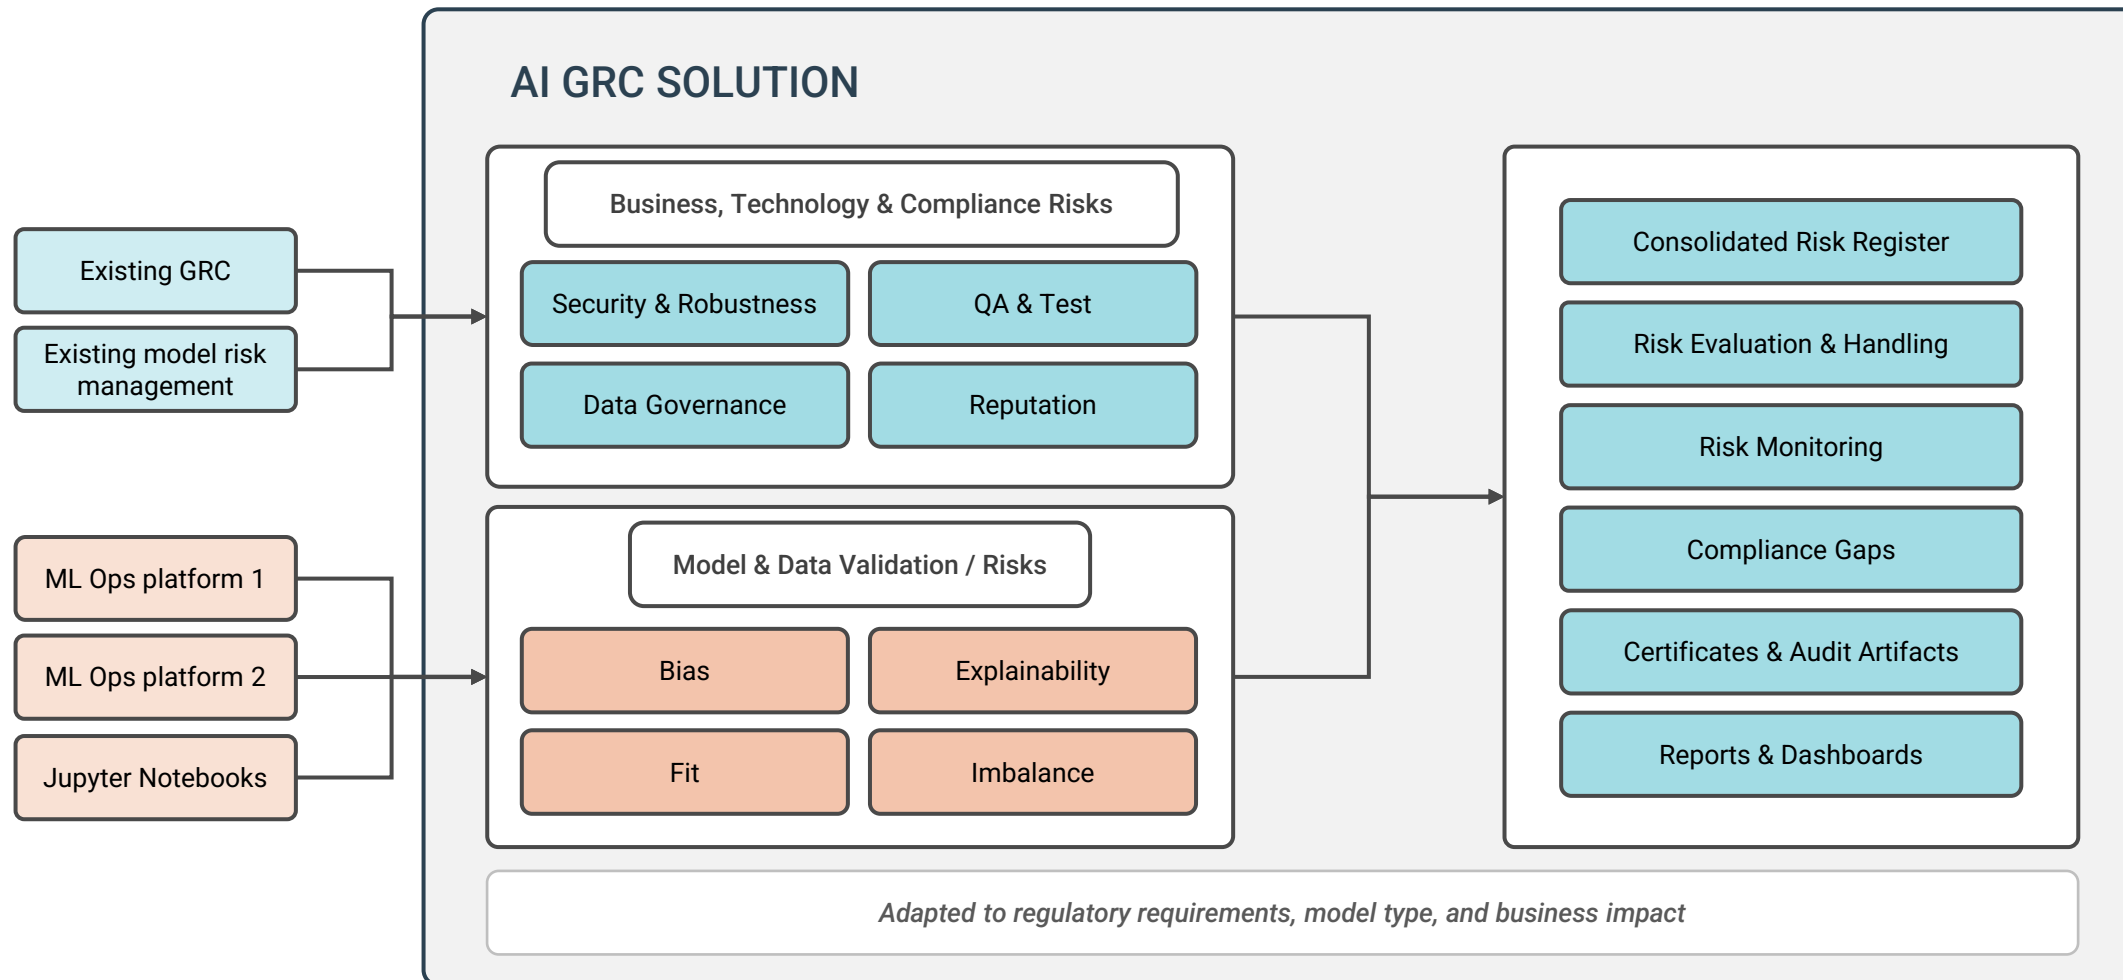 AI GRC SOLUTION
Existing GRC
Existing model risk
management
ML Ops platform 1
ML Ops platform 2
Jupyter Notebooks
Business, Technology & Compliance Risks
Security & Robustness
QA & Test
Data Governance
Reputation
Model & Data Validation / Risks
Bias
Explainability
Fit
Imbalance
Consolidated Risk Register
Risk Evaluation & Handling
Risk Monitoring
Compliance Gaps
Certificates & Audit Artifacts
Reports & Dashboards
Adapted to regulatory requirements, model type, and business impact